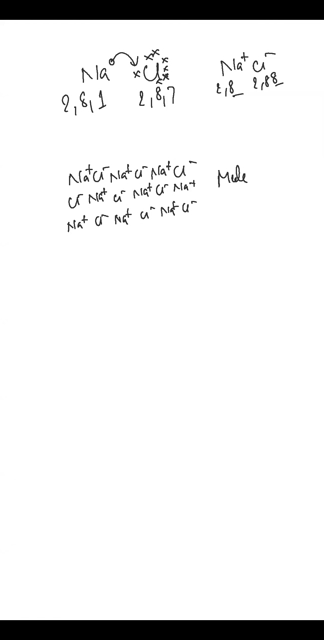 Na Cl Na⁺ Cl⁻
2,8,1 2,8,7 2,8 2,8,8
Na⁺ Cl⁻ Na⁺ Cl⁻ Na⁺ Cl⁻
Cl⁻ Na⁺ Cl⁻ Na⁺ Cl⁻ Na⁺
Na⁺ Cl⁻ Na⁺ Cl⁻ Na⁺ Cl⁻